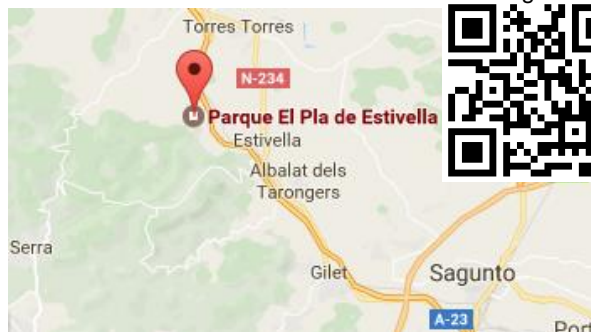 Torres Torres
N-234
Parque El Pla de Estivella
Estivella
Albalat dels
Tarongers
Serra
Gilet
Sagunto
A-23